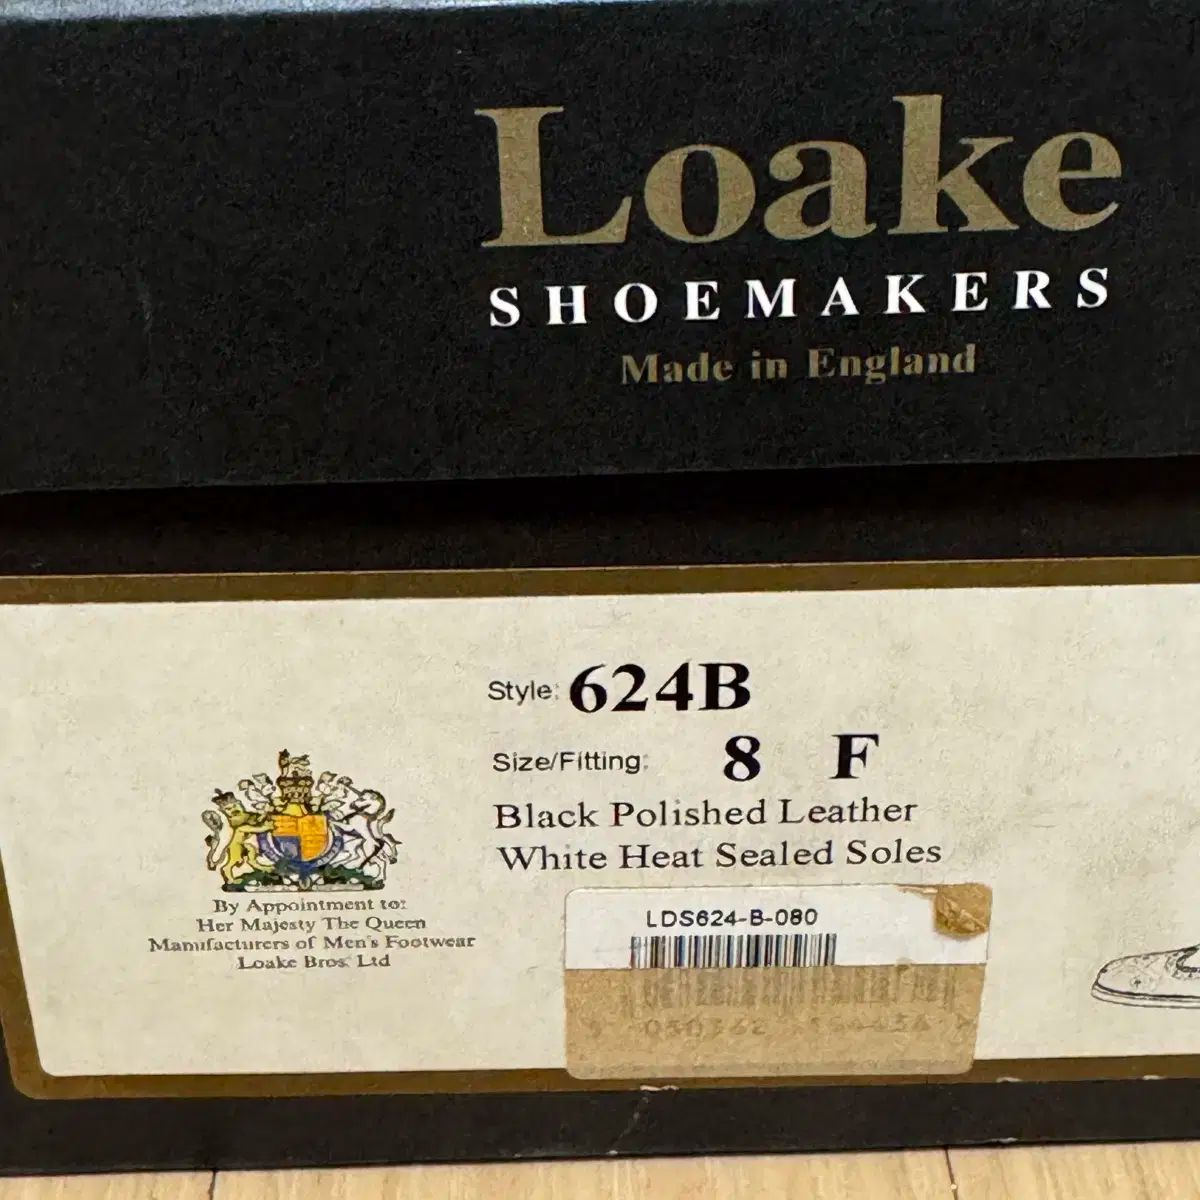 Loake
SHOEMAKERS
Made in England
Style: 624B
Size/Fitting: 8 F
Black Polished Leather
White Heat Sealed Soles
By Appointment to:
Her Majesty The Queen
Manufacturers of Men's Footwear
Loake Bros. Ltd
LDS624-B-080